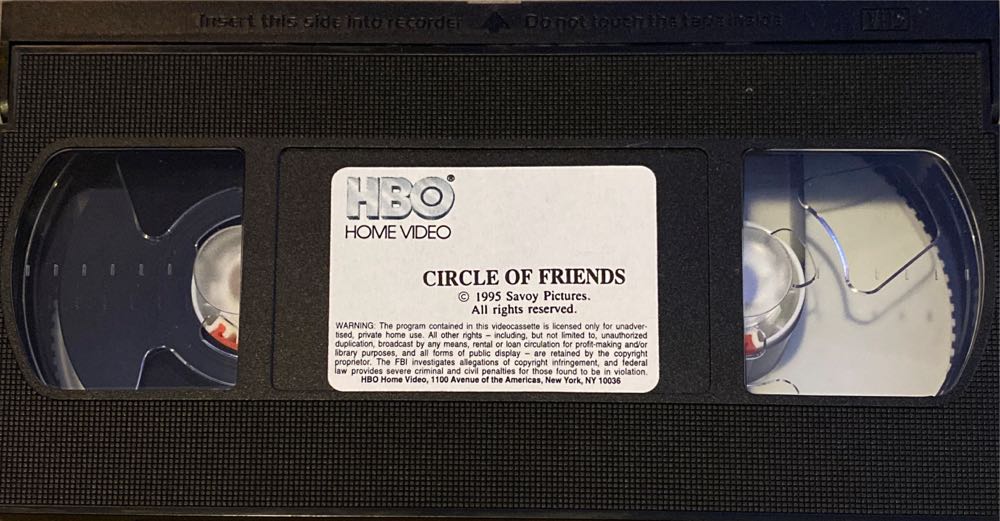 Insert this side into recorder ▲ Do not touch the tape inside VHS
HBO®
HOME VIDEO
CIRCLE OF FRIENDS
© 1995 Savoy Pictures.
All rights reserved.
WARNING: The program contained in this videocassette is licensed only for unadver-
tised, private home use. All other rights – including, but not limited to, unauthorized
duplication, broadcast by any means, rental or loan circulation for profit-making and/or
library purposes, and all forms of public display – are retained by the copyright
proprietor. The FBI investigates allegations of copyright infringement, and federal
law provides severe criminal and civil penalties for those found to be in violation.
HBO Home Video, 1100 Avenue of the Americas, New York, NY 10036